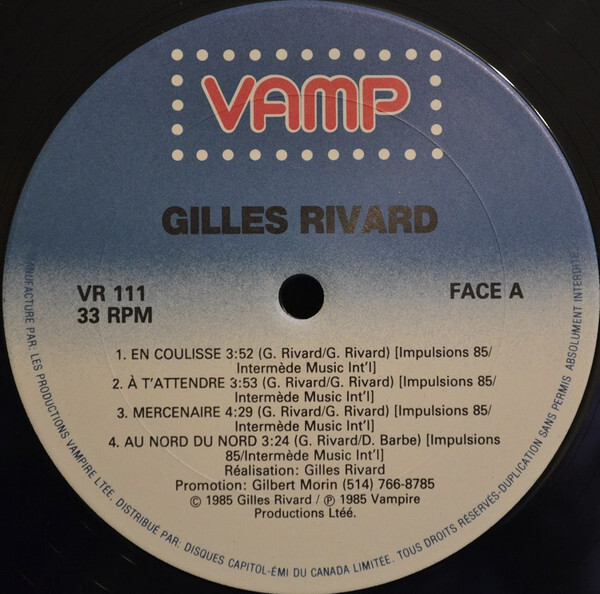 VAMP
GILLES RIVARD
VR 111
33 RPM
FACE A
1. EN COULISSE 3:52 (G. Rivard/G. Rivard) [Impulsions 85/
Intermède Music Int'l]
2. À T'ATTENDRE 3:53 (G. Rivard/G. Rivard) [Impulsions 85/
Intermède Music Int'l]
3. MERCENAIRE 4:29 (G. Rivard/G. Rivard) [Impulsions 85/
Intermède Music Int'l]
4. AU NORD DU NORD 3:24 (G. Rivard/D. Barbe) [Impulsions
85/Intermède Music Int'l]
Réalisation: Gilles Rivard
Promotion: Gilbert Morin (514) 766-8785
© 1985 Gilles Rivard / ℗ 1985 Vampire
Productions Ltéé.
MANUFACTURÉ PAR: LES PRODUCTIONS VAMPIRE LTÉE. DISTRIBUÉ PAR: DISQUES CAPITOL-ÉMI DU CANADA LIMITÉE. TOUS DROITS RÉSERVÉS-DUPLICATION SANS PERMIS ABSOLUMENT INTERDITE